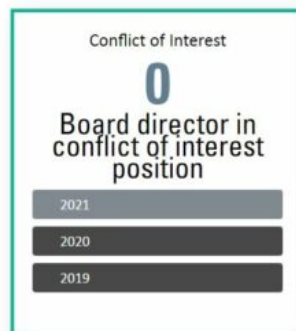 Conflict of Interest
0
Board director in
conflict of interest
position
2021
2020
2019